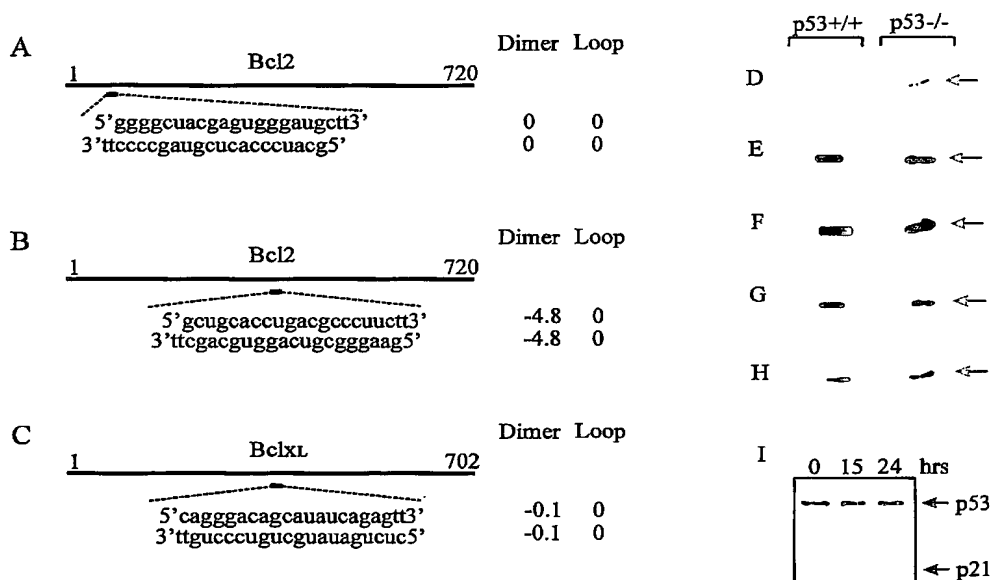 A
Dimer Loop
Bcl2
1 720
5'ggggcuacgagugggaugctt3' 0 0
3'ttccccgaugcucacccuacg5' 0 0
B
Dimer Loop
Bcl2
1 720
5'gcugcaccugacgcccuuctt3' -4.8 0
3'ttcgacguggacugcgggaag5' -4.8 0
C
Dimer Loop
BclxL
1 702
5'cagggacagcauaucagagtt3' -0.1 0
3'ttgucccugucguauagucuc5' -0.1 0
p53+/+ p53-/-
D
E
F
G
H
I
0 15 24 hrs
p53
p21